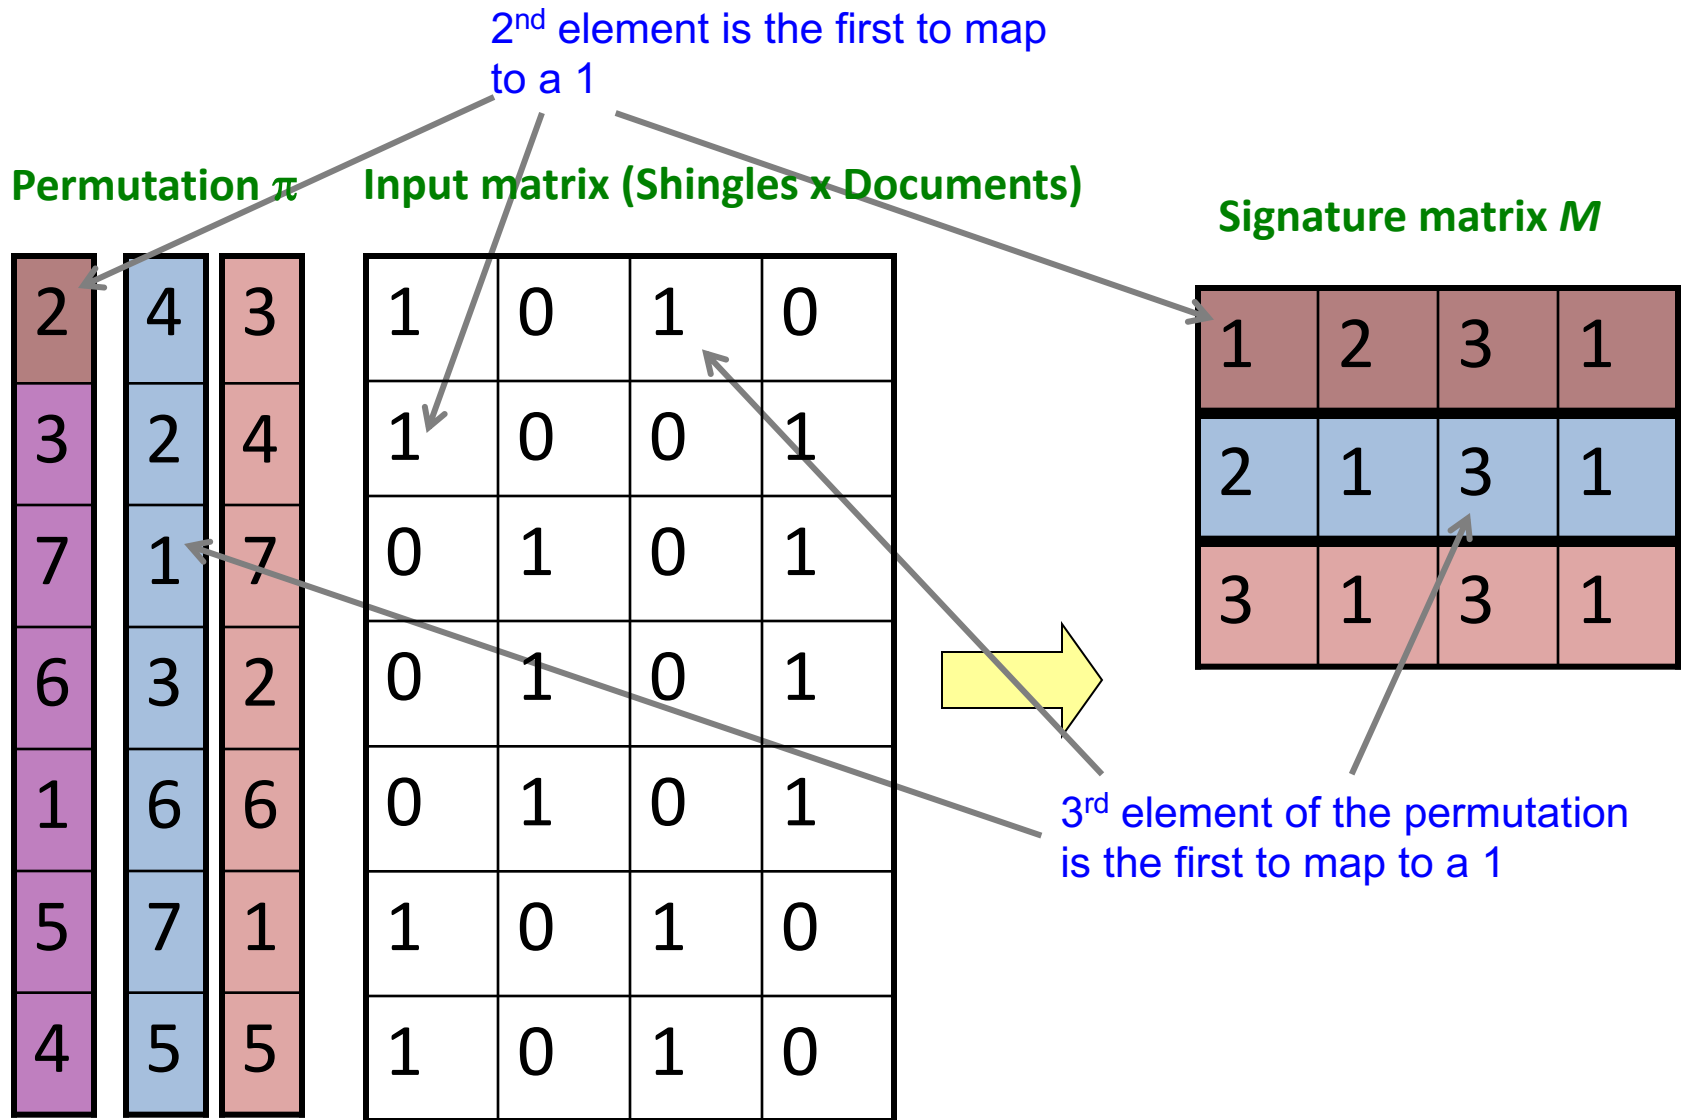 2nd element is the first to map
to a 1
Permutation π
Input matrix (Shingles x Documents)
Signature matrix M
2 4 3 1 0 1 0
3 2 4 1 0 0 1
7 1 7 0 1 0 1
6 3 2 0 1 0 1
1 6 6 0 1 0 1
5 7 1 1 0 1 0
4 5 5 1 0 1 0
1 2 3 1
2 1 3 1
3 1 3 1
3rd element of the permutation
is the first to map to a 1